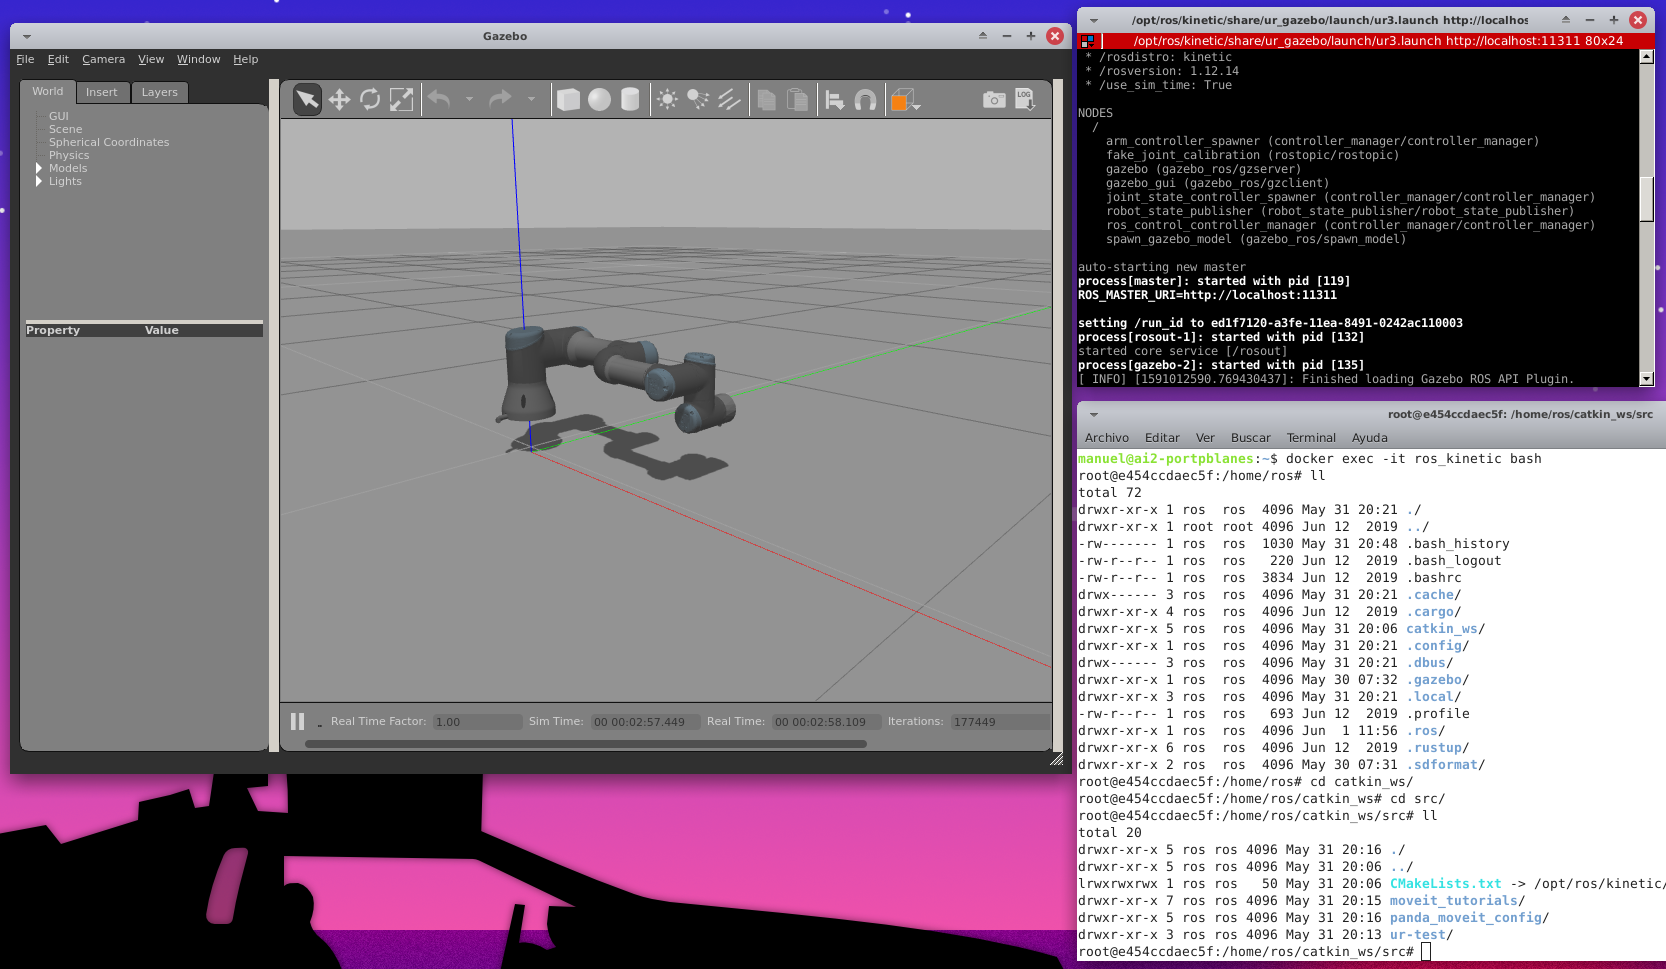 Gazebo
File Edit Camera View Window Help
World Insert Layers
GUI
Scene
Spherical Coordinates
Physics
Models
Lights
Property Value
LOG
Real Time Factor: 1.00 Sim Time: 00 00:02:57.449 Real Time: 00 00:02:58.109 Iterations: 177449
/opt/ros/kinetic/share/ur_gazebo/launch/ur3.launch http://localhos
/opt/ros/kinetic/share/ur_gazebo/launch/ur3.launch http://localhost:11311 80x24
* /rosdistro: kinetic
* /rosversion: 1.12.14
* /use_sim_time: True
NODES
/
arm_controller_spawner (controller_manager/controller_manager)
fake_joint_calibration (rostopic/rostopic)
gazebo (gazebo_ros/gzserver)
gazebo_gui (gazebo_ros/gzclient)
joint_state_controller_spawner (controller_manager/controller_manager)
robot_state_publisher (robot_state_publisher/robot_state_publisher)
ros_control_controller_manager (controller_manager/controller_manager)
spawn_gazebo_model (gazebo_ros/spawn_model)
auto-starting new master
process[master]: started with pid [119]
ROS_MASTER_URI=http://localhost:11311
setting /run_id to ed1f7120-a3fe-11ea-8491-0242ac110003
process[rosout-1]: started with pid [132]
started core service [/rosout]
process[gazebo-2]: started with pid [135]
[ INFO] [1591012590.769430437]: Finished loading Gazebo ROS API Plugin.
root@e454ccdaec5f: /home/ros/catkin_ws/src
Archivo Editar Ver Buscar Terminal Ayuda
manuel@ai2-portpblanes:~$ docker exec -it ros_kinetic bash
root@e454ccdaec5f:/home/ros# ll
total 72
drwxr-xr-x 1 ros  ros  4096 May 31 20:21 ./
drwxr-xr-x 1 root root 4096 Jun 12  2019 ../
-rw------- 1 ros  ros  1030 May 31 20:48 .bash_history
-rw-r--r-- 1 ros  ros   220 Jun 12  2019 .bash_logout
-rw-r--r-- 1 ros  ros  3834 Jun 12  2019 .bashrc
drwx------ 3 ros  ros  4096 May 31 20:21 .cache/
drwxr-xr-x 4 ros  ros  4096 Jun 12  2019 .cargo/
drwxr-xr-x 5 ros  ros  4096 May 31 20:06 catkin_ws/
drwxr-xr-x 1 ros  ros  4096 May 31 20:21 .config/
drwx------ 3 ros  ros  4096 May 31 20:21 .dbus/
drwxr-xr-x 1 ros  ros  4096 May 30 07:32 .gazebo/
drwxr-xr-x 3 ros  ros  4096 May 31 20:21 .local/
-rw-r--r-- 1 ros  ros   693 Jun 12  2019 .profile
drwxr-xr-x 1 ros  ros  4096 Jun  1 11:56 .ros/
drwxr-xr-x 6 ros  ros  4096 Jun 12  2019 .rustup/
drwxr-xr-x 2 ros  ros  4096 May 30 07:31 .sdformat/
root@e454ccdaec5f:/home/ros# cd catkin_ws/
root@e454ccdaec5f:/home/ros/catkin_ws# cd src/
root@e454ccdaec5f:/home/ros/catkin_ws/src# ll
total 20
drwxr-xr-x 5 ros ros 4096 May 31 20:16 ./
drwxr-xr-x 5 ros ros 4096 May 31 20:06 ../
lrwxrwxrwx 1 ros ros   50 May 31 20:06 CMakeLists.txt -> /opt/ros/kinetic/
drwxr-xr-x 7 ros ros 4096 May 31 20:15 moveit_tutorials/
drwxr-xr-x 5 ros ros 4096 May 31 20:16 panda_moveit_config/
drwxr-xr-x 3 ros ros 4096 May 31 20:13 ur-test/
root@e454ccdaec5f:/home/ros/catkin_ws/src#